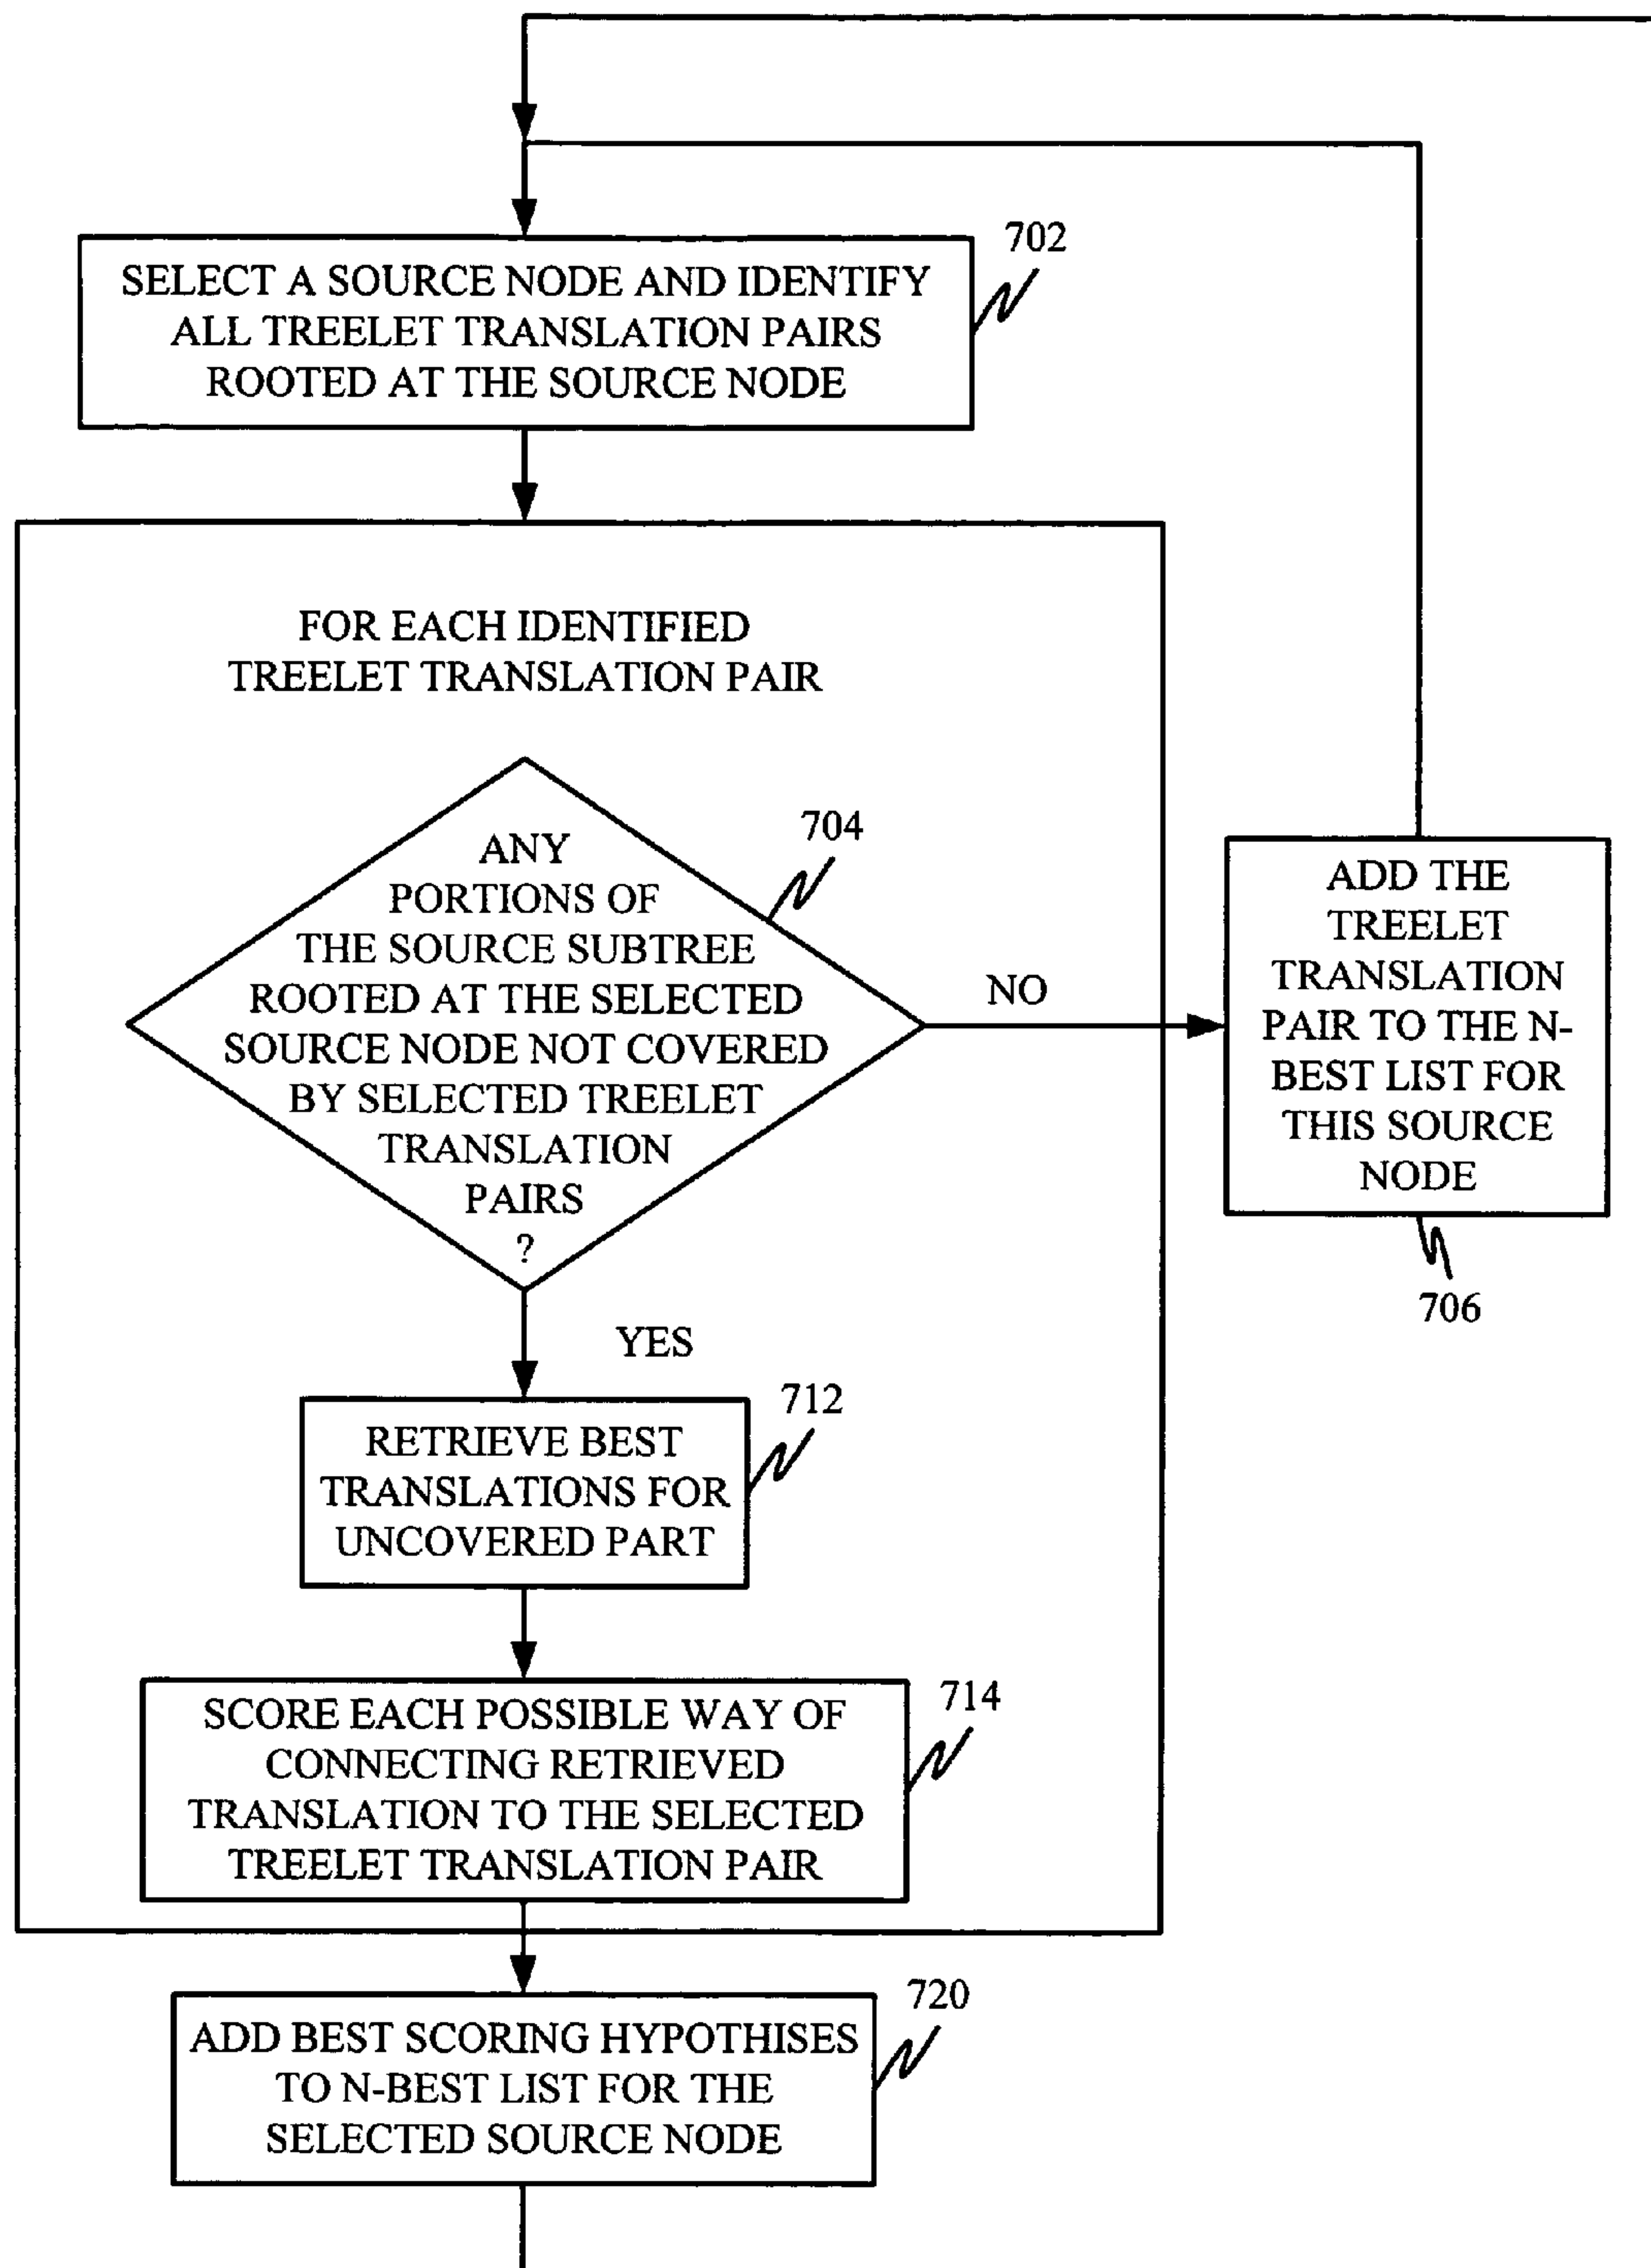 702
SELECT A SOURCE NODE AND IDENTIFY
ALL TREELET TRANSLATION PAIRS
ROOTED AT THE SOURCE NODE
FOR EACH IDENTIFIED
TREELET TRANSLATION PAIR
704
ANY
PORTIONS OF
THE SOURCE SUBTREE
ROOTED AT THE SELECTED
SOURCE NODE NOT COVERED
BY SELECTED TREELET
TRANSLATION
PAIRS
?
NO
ADD THE
TREELET
TRANSLATION
PAIR TO THE N-
BEST LIST FOR
THIS SOURCE
NODE
706
YES
712
RETRIEVE BEST
TRANSLATIONS FOR
UNCOVERED PART
714
SCORE EACH POSSIBLE WAY OF
CONNECTING RETRIEVED
TRANSLATION TO THE SELECTED
TREELET TRANSLATION PAIR
720
ADD BEST SCORING HYPOTHISES
TO N-BEST LIST FOR THE
SELECTED SOURCE NODE